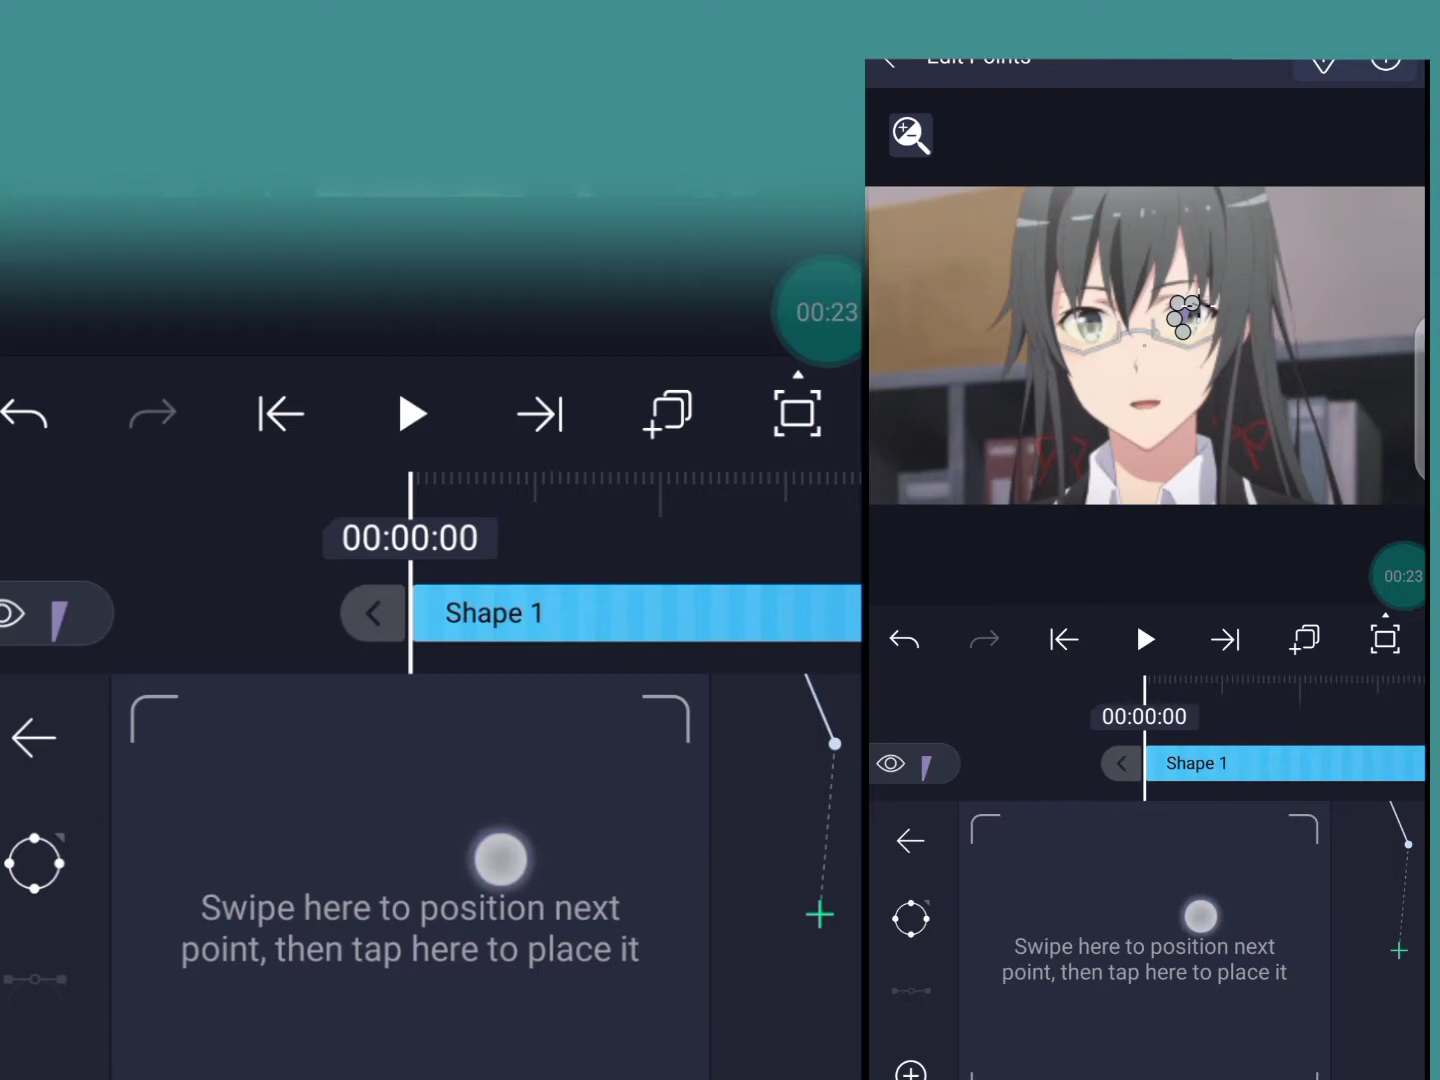 Edit Points
00:23
00:00:00
Shape 1
Swipe here to position next
point, then tap here to place it
00:23
00:00:00
Shape 1
Swipe here to position next
point, then tap here to place it